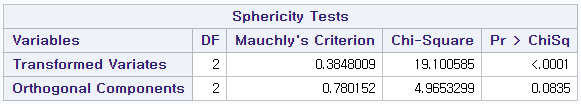 Sphericity Tests
Variables DF Mauchly's Criterion Chi-Square Pr > ChiSq
Transformed Variates 2 0.3848009 19.100585 <.0001
Orthogonal Components 2 0.780152 4.9653299 0.0835